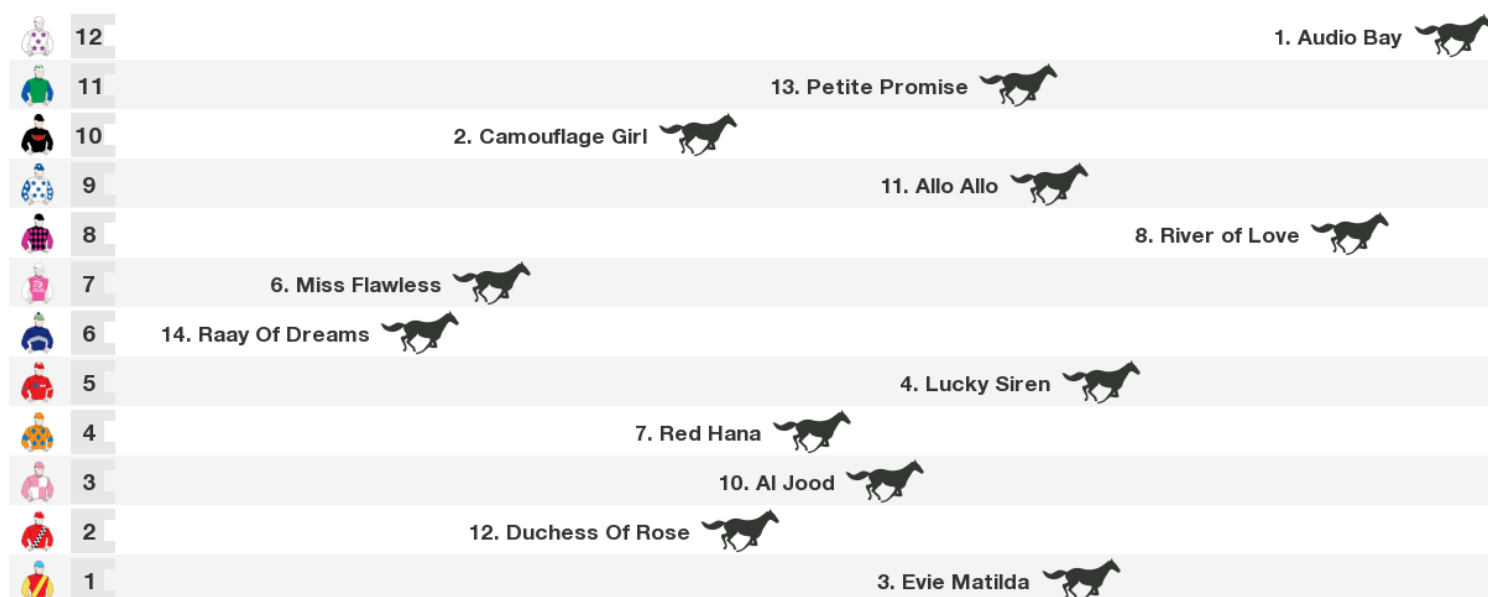 12 1. Audio Bay
11 13. Petite Promise
10 2. Camouflage Girl
9 11. Allo Allo
8 8. River of Love
7 6. Miss Flawless
6 14. Raay Of Dreams
5 4. Lucky Siren
4 7. Red Hana
3 10. Al Jood
2 12. Duchess Of Rose
1 3. Evie Matilda